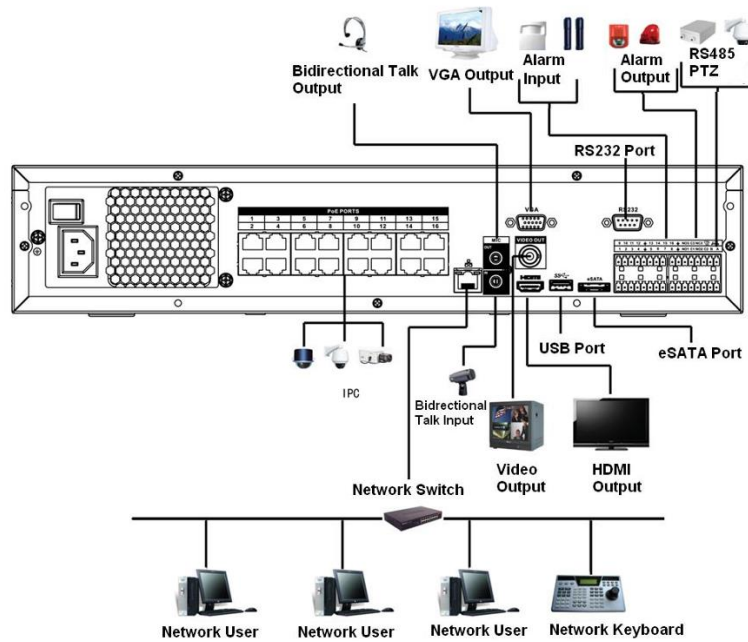 Bidirectional Talk
Output
VGA Output
Alarm
Input
Alarm
Output
RS485
PTZ
RS232 Port
PoE PORTS
1 3 5 7 9 11 13 15
2 4 6 8 10 12 14 16
MIC
OUT
VGA
VIDEO OUT
RS232
HDMI
eSATA
USB Port
eSATA Port
IPC
Bidrectional
Talk Input
Video
Output
HDMI
Output
Network Switch
Network User
Network User
Network User
Network Keyboard